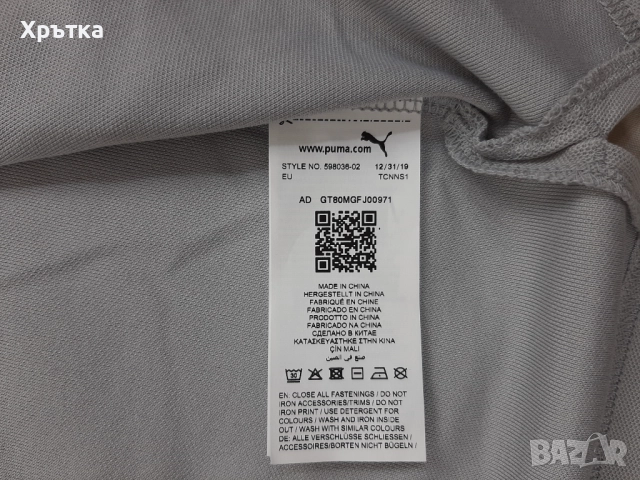 Хрътка
www.puma.com
STYLE NO. 598036-02 12/31/19
EU TCNNS1
AD GT80MGFJ00971
MADE IN CHINA
HERGESTELLT IN CHINA
FABRIQUÉ EN CHINE
FABRICADO EN CHINA
PRODOTTO IN CHINA
FABRICADO NA CHINA
СДЕЛАНО В КИТАЕ
ΚΑΤΑΣΚΕΥΑΣΤΗΚΕ ΣΤΗΝ ΚΙΝΑ
ÇİN MALI
صنع في الصين
EN: CLOSE ALL FASTENINGS / DO NOT
IRON ACCESSORIES/TRIMS / DO NOT
IRON PRINT / USE DETERGENT FOR
COLOURS / WASH AND IRON INSIDE
OUT / WASH WITH SIMILAR COLOURS
DE: ALLE VERSCHLÜSSE SCHLIESSEN /
ACCESSOIRES/BORTEN NICHT BÜGELN /
BAZAR